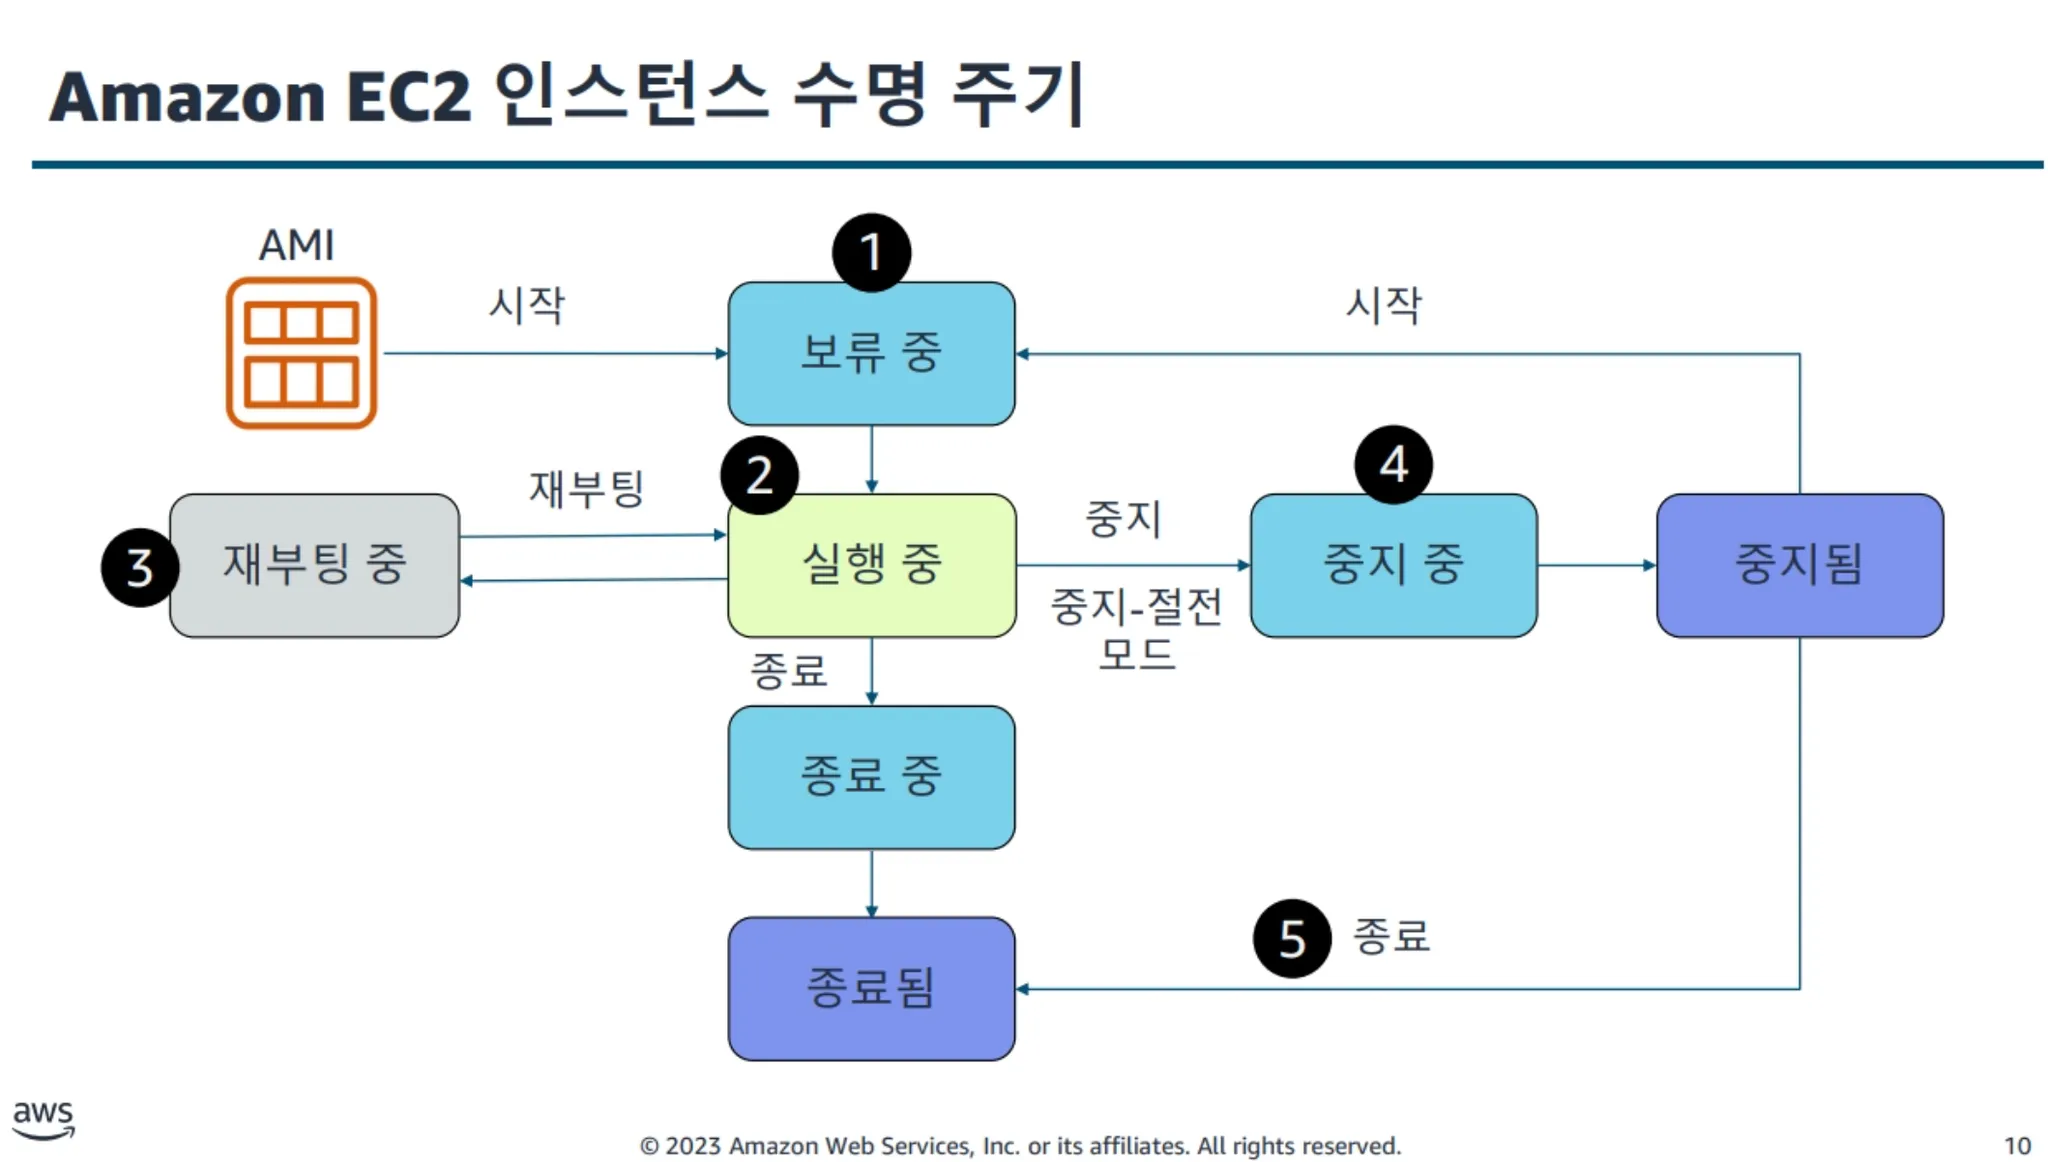 Amazon EC2 인스턴스 수명 주기
AMI
시작
1
보류 중
시작
재부팅
2
실행 중
3
재부팅 중
중지
중지-절전
모드
4
중지 중
중지됨
종료
종료 중
5
종료
종료됨
aws
© 2023 Amazon Web Services, Inc. or its affiliates. All rights reserved.
10